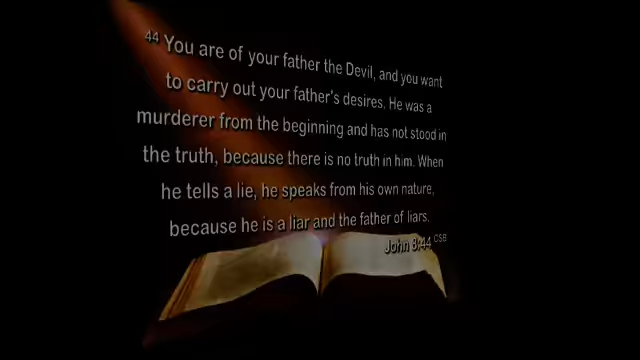 44 You are of your father the Devil, and you want
to carry out your father's desires. He was a
murderer from the beginning and has not stood in
the truth, because there is no truth in him. When
he tells a lie, he speaks from his own nature,
because he is a liar and the father of liars.
John 8:44 CSB